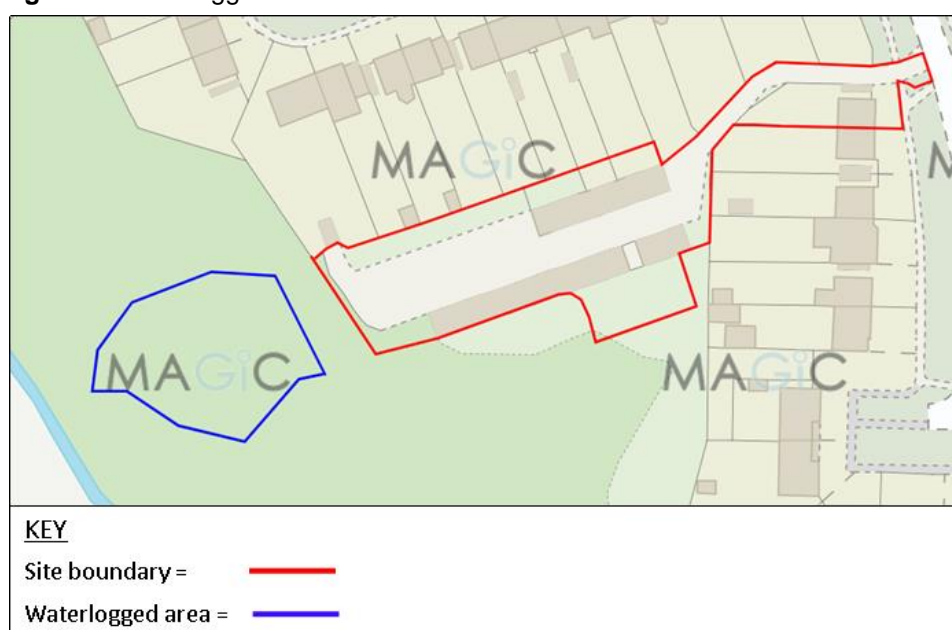 MAGiC
M
MAGiC
MAGiC
KEY
Site boundary =
Waterlogged area =